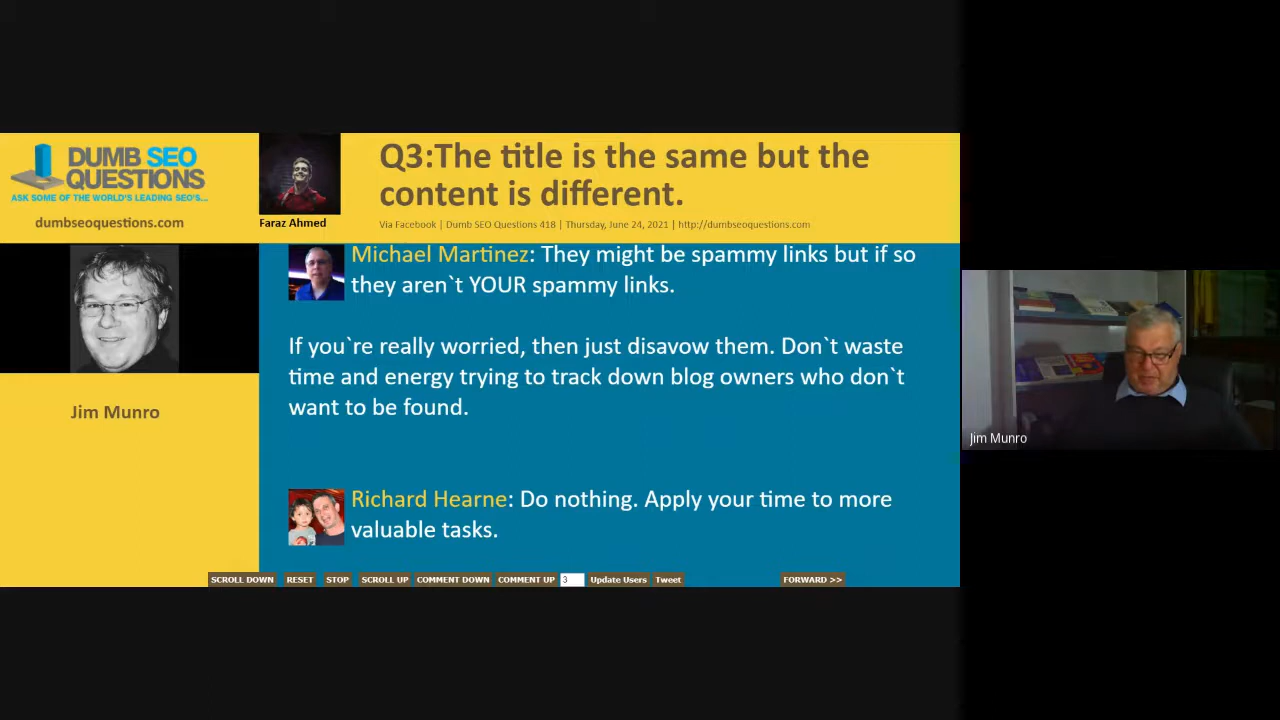 DUMB SEO
QUESTIONS
ASK SOME OF THE WORLD'S LEADING SEO'S...
dumbseoquestions.com
Faraz Ahmed
Q3:The title is the same but the
content is different.
Via Facebook | Dumb SEO Questions 418 | Thursday, June 24, 2021 | http://dumbseoquestions.com
Jim Munro
Michael Martinez: They might be spammy links but if so
they aren`t YOUR spammy links.
If you`re really worried, then just disavow them. Don`t waste
time and energy trying to track down blog owners who don`t
want to be found.
Richard Hearne: Do nothing. Apply your time to more
valuable tasks.
SCROLL DOWN RESET STOP SCROLL UP COMMENT DOWN COMMENT UP 3 Update Users Tweet FORWARD >>
Jim Munro